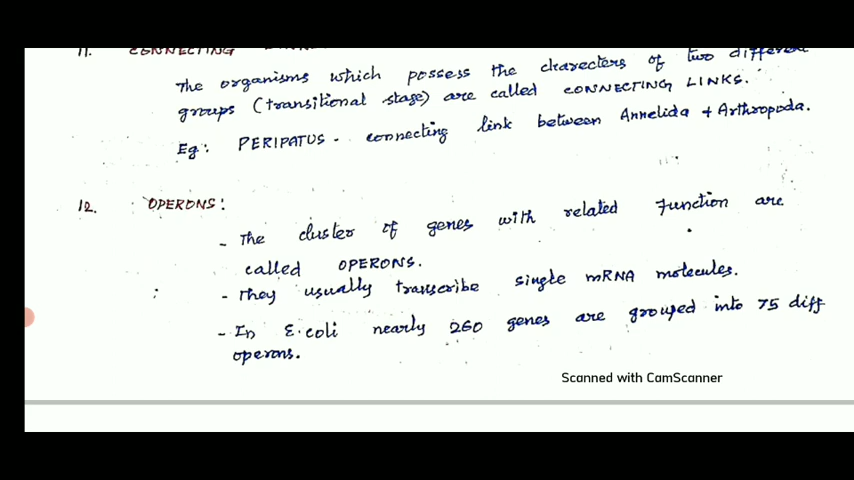 11. CONNECTING
The organisms which possess the charecters of two different
groups (transitional stage) are called CONNECTING LINKS.
Eg: PERIPATUS - connecting link between Annelida & Arthropoda.
12. OPERONS:
- The cluster of genes with related function are
called OPERONS.
- They usually transcribe single mRNA molecules.
- In E.coli nearly 260 genes are grouped into 75 diff
operons.
Scanned with CamScanner